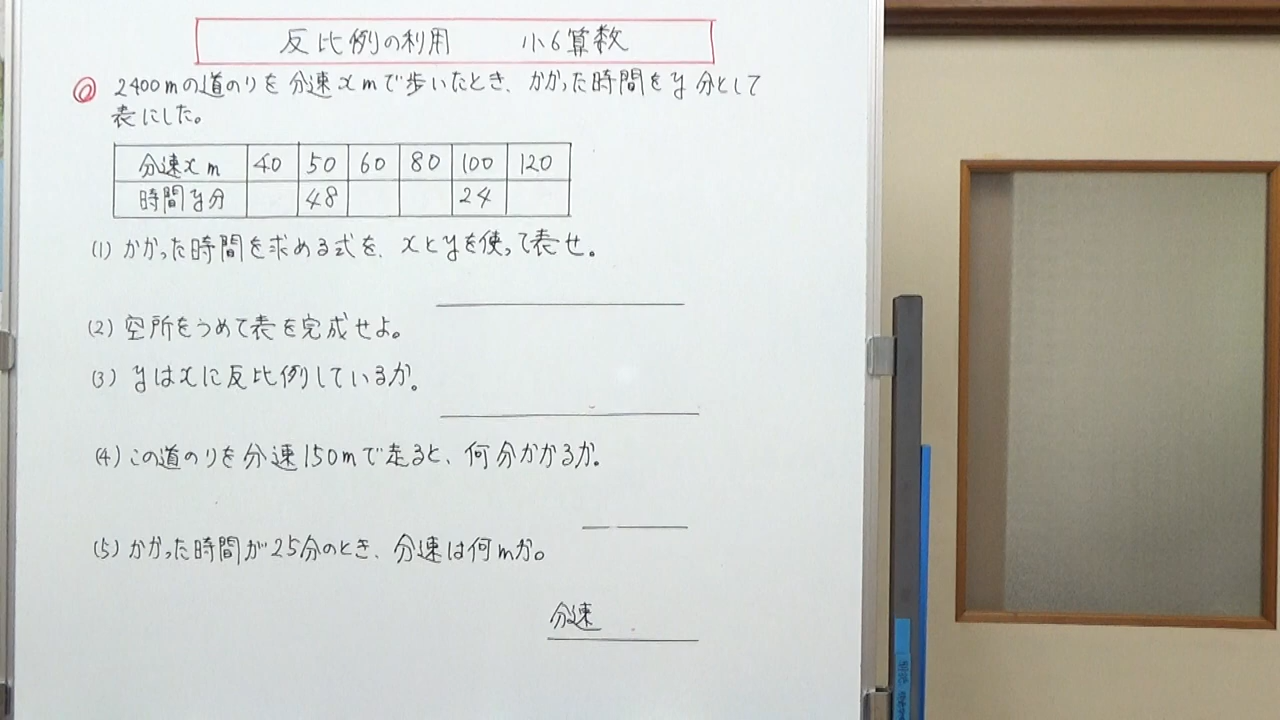 反比例の利用 小6算数
◎ 2400mの道のりを分速xmで歩いたとき、かかった時間をy分として
表にした。
分速xm 40 50 60 80 100 120
時間y分 48 24
(1) かかった時間を求める式を、xとyを使って表せ。
(2) 空所をうめて表を完成せよ。
(3) yはxに反比例しているか。
(4) この道のりを分速150mで走ると、何分かかるか。
(5) かかった時間が25分のとき、分速は何mか。
分速